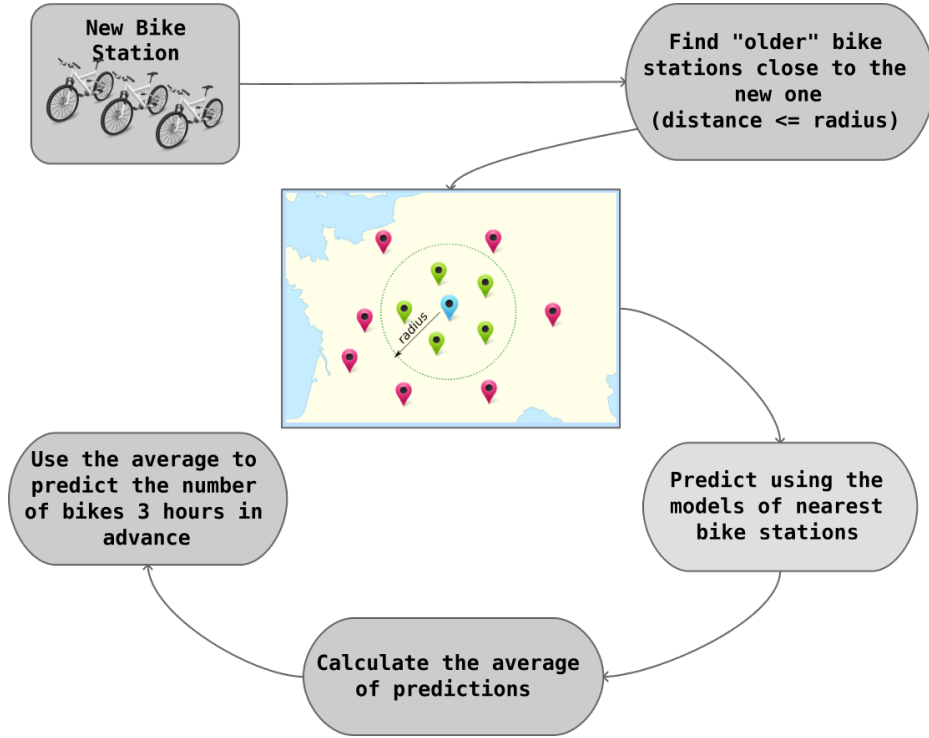 New Bike
Station
Find "older" bike
stations close to the
new one
(distance <= radius)
radius
Predict using the
models of nearest
bike stations
Calculate the average
of predictions
Use the average to
predict the number
of bikes 3 hours in
advance